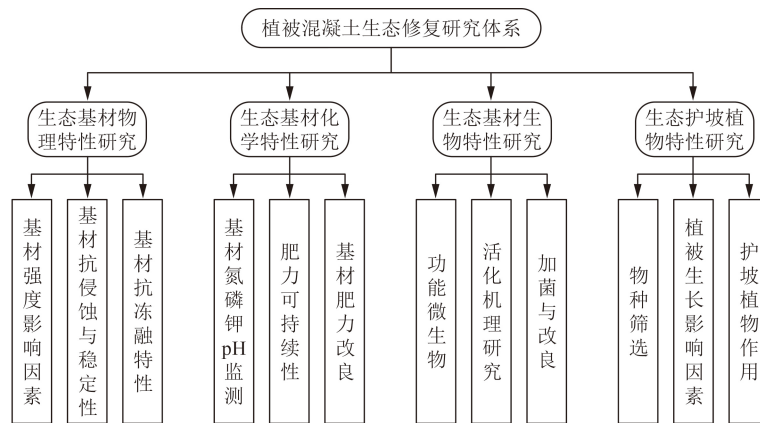 植被混凝土生态修复研究体系
生态基材物
理特性研究
生态基材化
学特性研究
生态基材生
物特性研究
生态护坡植
物特性研究
基材强度影响因素
基材抗侵蚀与稳定性
基材抗冻融特性
基材氮磷钾pH监测
肥力可持续性
基材肥力改良
功能微生物
活化机理研究
加菌与改良
物种筛选
植被生长影响因素
护坡植物作用